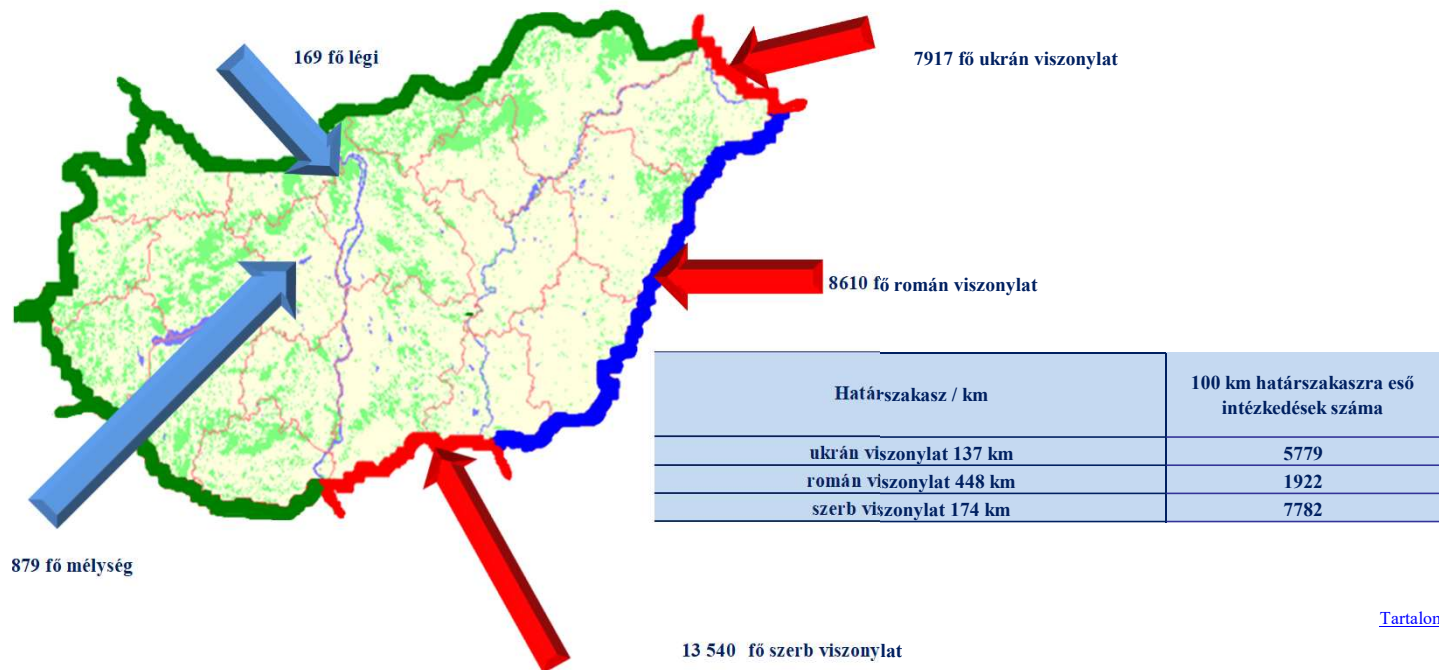 169 fő légi
7917 fő ukrán viszonylat
8610 fő román viszonylat
Határszakasz / km
100 km határszakaszra eső
intézkedések száma
ukrán viszonylat 137 km 5779
román viszonylat 448 km 1922
szerb viszonylat 174 km 7782
879 fő mélység
Tartalon
13 540 fő szerb viszonylat